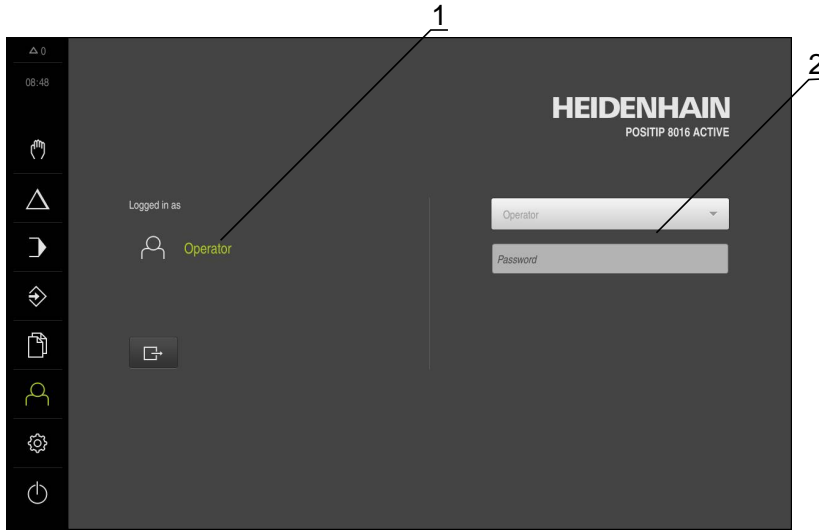 1
2
△ 0
08:48
HEIDENHAIN
POSITIP 8016 ACTIVE
Logged in as
Operator
Operator
Password